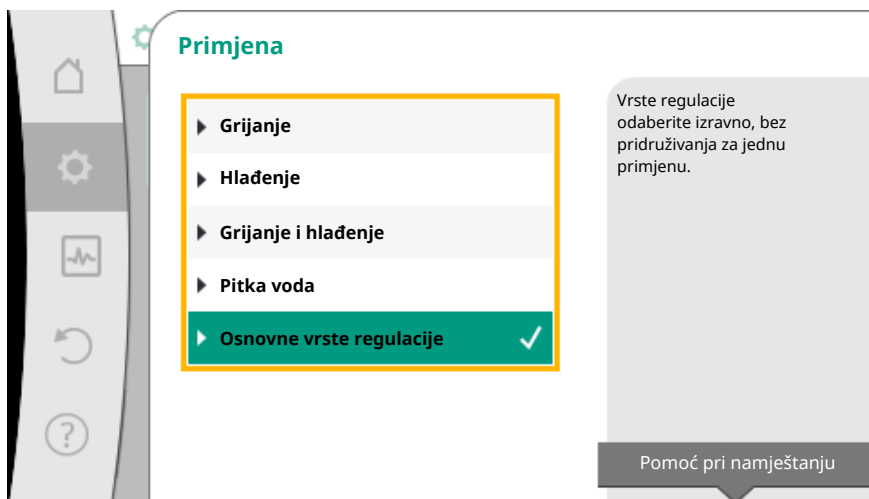 Primjena
Grijanje
Hlađenje
Grijanje i hlađenje
Pitka voda
Osnovne vrste regulacije
Vrste regulacije
odaberite izravno, bez
pridruživanja za jednu
primjenu.
Pomoć pri namještanju